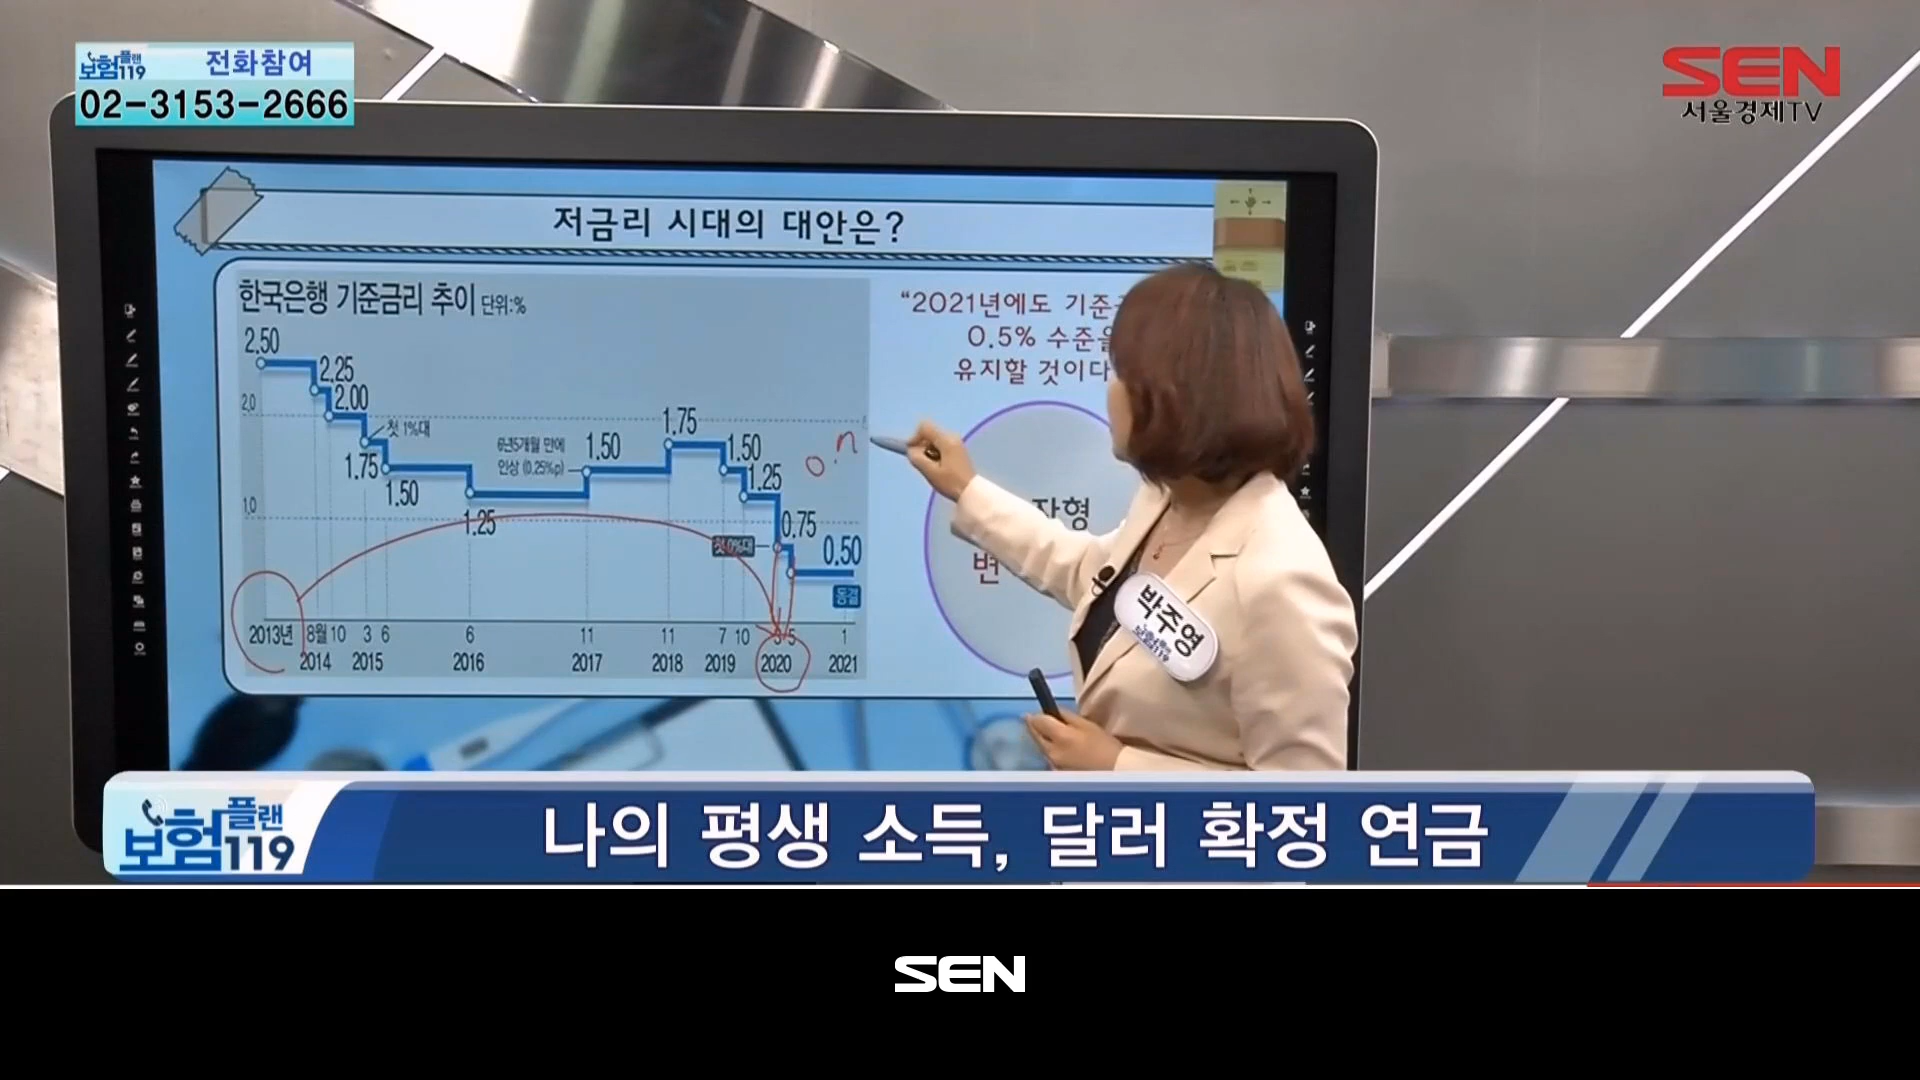 보험플랜119 전화참여
02-3153-2666
SEN
서울경제TV
저금리 시대의 대안은?
한국은행 기준금리 추이 단위:%
2.50
2.25
2.00
2.0
첫 1%대
1.75
1.50
1.25
6년5개월 만에
인상 (0.25%p)
1.50
1.75
1.50
1.25
1.0
0.75
첫 0%대
0.50
동결
2013년 8월 10 3 6 6 11 11 7 10 3 5 1
2014 2015 2016 2017 2018 2019 2020 2021
0.
“2021년에도
0.5% 수준을
유지할 것이다
박주영
보험플랜119
보험플랜119
나의 평생 소득, 달러 확정 연금
SEN